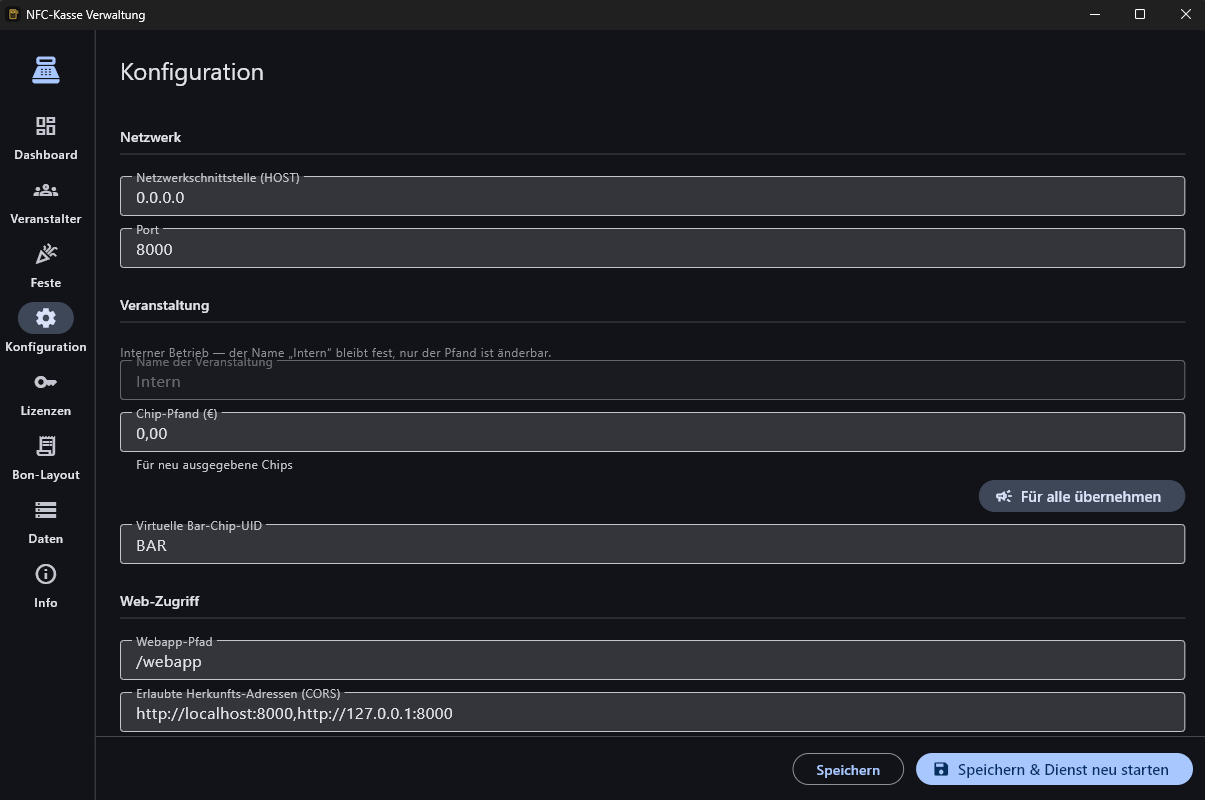 NFC-Kasse Verwaltung
Dashboard
Veranstalter
Feste
Konfiguration
Lizenzen
Bon-Layout
Daten
Info
Konfiguration
Netzwerk
Netzwerkschnittstelle (HOST)
0.0.0.0
Port
8000
Veranstaltung
Interner Betrieb — der Name „Intern“ bleibt fest, nur der Pfand ist änderbar.
Name der Veranstaltung
Intern
Chip-Pfand (€)
0,00
Für neu ausgegebene Chips
Für alle übernehmen
Virtuelle Bar-Chip-UID
BAR
Web-Zugriff
Webapp-Pfad
/webapp
Erlaubte Herkunfts-Adressen (CORS)
http://localhost:8000,http://127.0.0.1:8000
Speichern
Speichern & Dienst neu starten